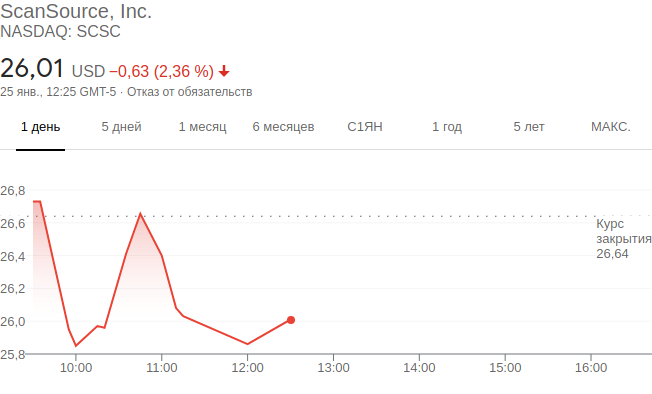 ScanSource, Inc.
NASDAQ: SCSC
26,01 USD −0,63 (2,36 %)
25 янв., 12:25 GMT-5 · Отказ от обязательств
1 день 5 дней 1 месяц 6 месяцев С1ЯН 1 год 5 лет МАКС.
26,8
26,6
26,4
26,2
26,0
25,8
Курс
закрытия
26,64
10:00 11:00 12:00 13:00 14:00 15:00 16:00